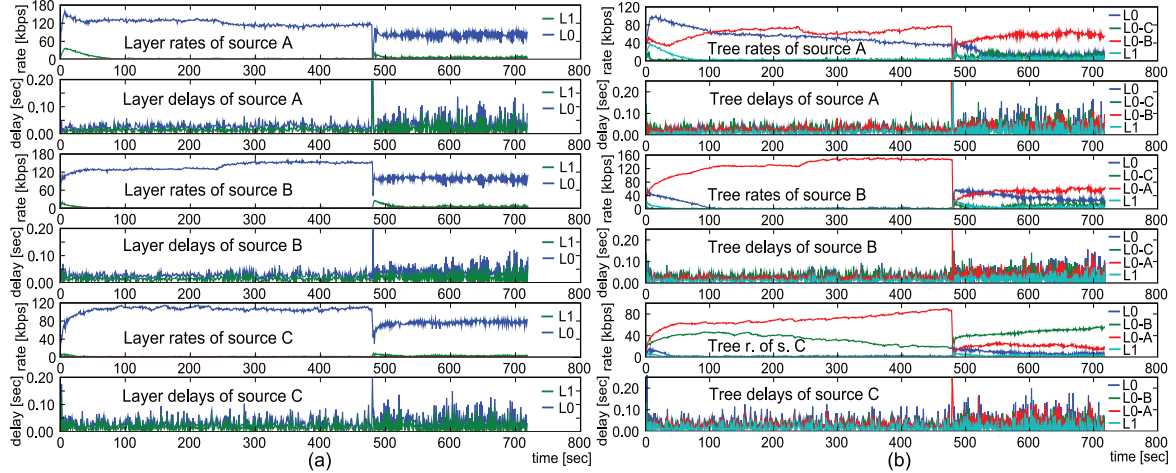 rate [kbps]
180
120
60
0
Layer rates of source A
L1
L0
0 100 200 300 400 500 600 700 800
delay [sec]
0.20
0.10
0.00
Layer delays of source A
L1
L0
0 100 200 300 400 500 600 700 800
rate [kbps]
180
120
60
0
Layer rates of source B
L1
L0
0 100 200 300 400 500 600 700 800
delay [sec]
0.20
0.10
0.00
Layer delays of source B
L1
L0
0 100 200 300 400 500 600 700 800
rate [kbps]
120
80
40
0
Layer rates of source C
L1
L0
0 100 200 300 400 500 600 700 800
delay [sec]
0.20
0.10
0.00
Layer delays of source C
L1
L0
0 100 200 300 400 500 600 700 800
(a)
time [sec]
rate [kbps]
120
80
40
0
Tree rates of source A
L0
L0-C
L0-B
L1
0 100 200 300 400 500 600 700 800
delay [sec]
0.20
0.10
0.00
Tree delays of source A
L0
L0-C
L0-B
L1
0 100 200 300 400 500 600 700 800
rate [kbps]
160
120
80
40
0
Tree rates of source B
L0
L0-C
L0-A
L1
0 100 200 300 400 500 600 700 800
delay [sec]
0.20
0.10
0.00
Tree delays of source B
L0
L0-C
L0-A
L1
0 100 200 300 400 500 600 700 800
rate [kbps]
80
40
0
Tree r. of s. C
L0
L0-B
L0-A
L1
0 100 200 300 400 500 600 700 800
delay [sec]
0.20
0.10
0.00
Tree delays of source C
L0
L0-B
L0-A
L1
0 100 200 300 400 500 600 700 800
(b)
time [sec]